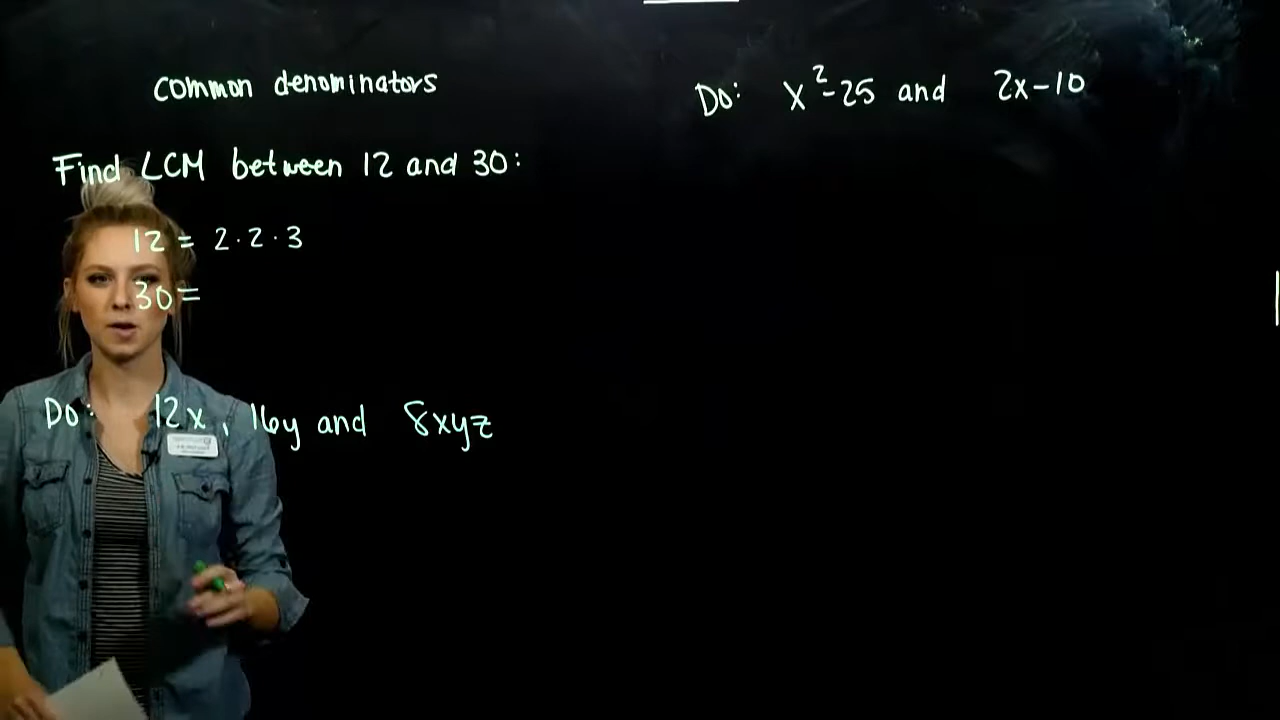 common denominators
Find LCM between 12 and 30:
12 = 2·2·3
30 =
Do: 12x, 16y and 8xyz
Do: x²-25 and 2x-10